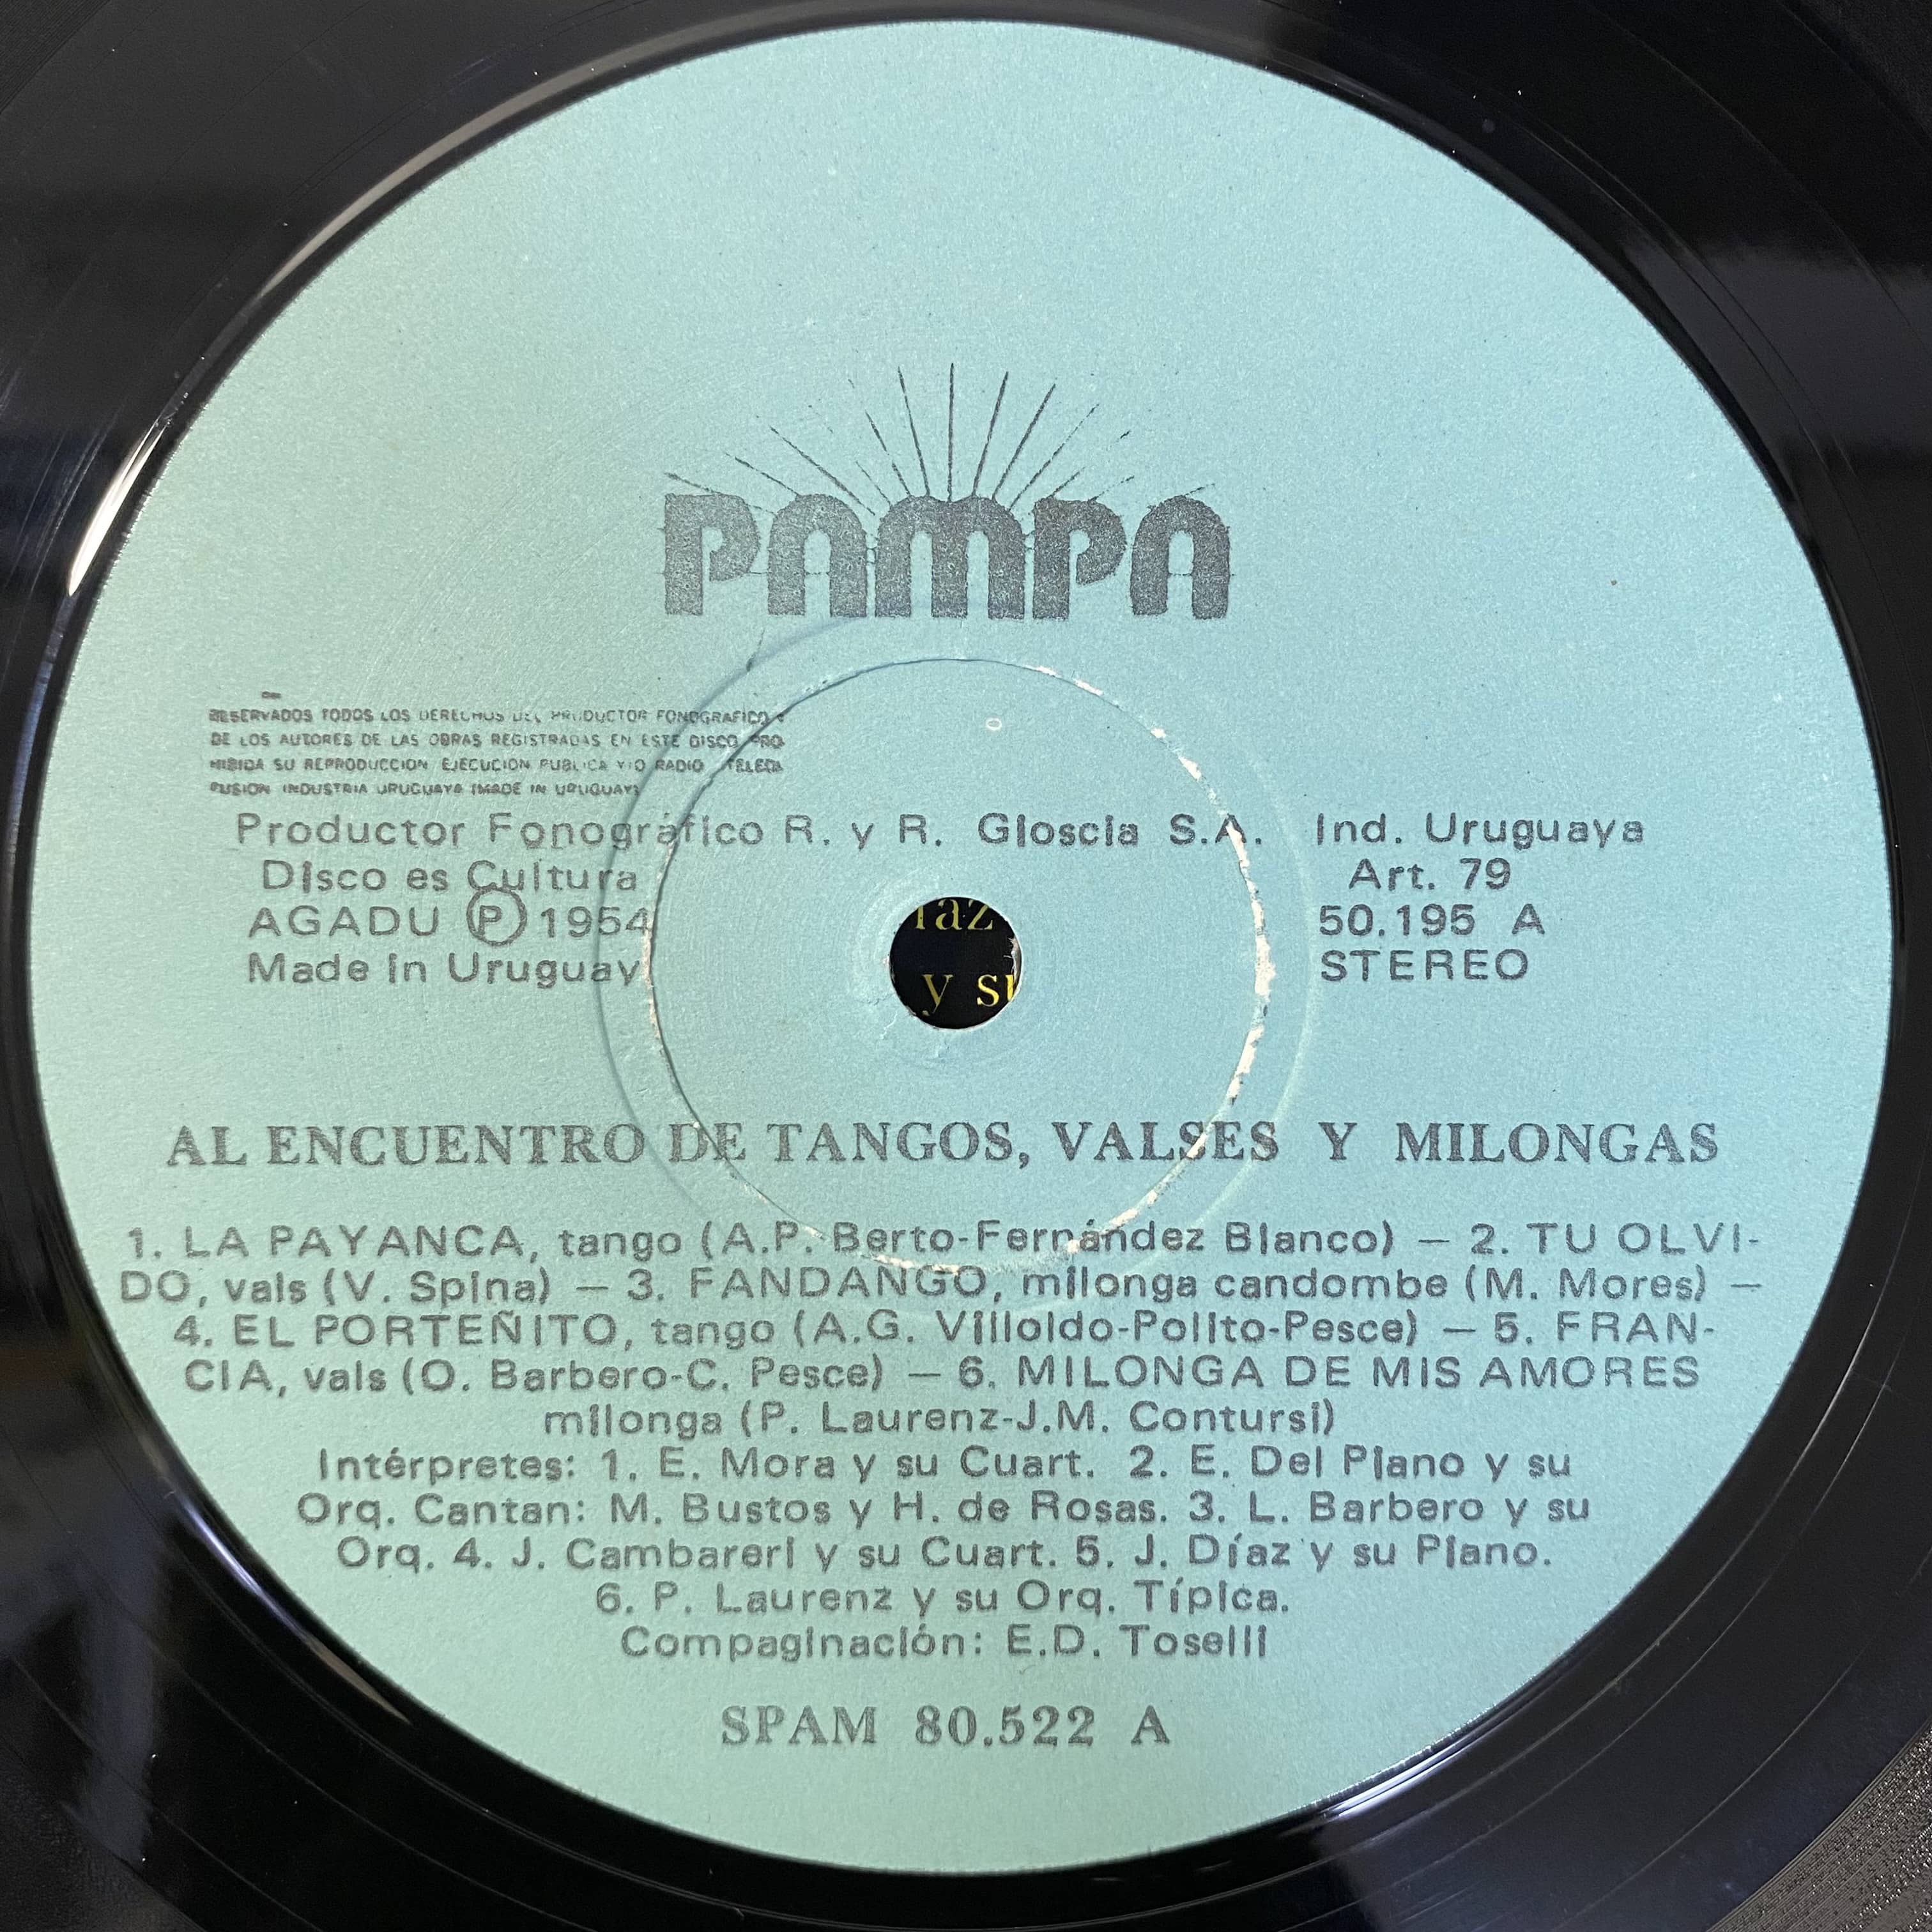 PAMPA
RESERVADOS TODOS LOS DERECHOS DEL PRODUCTOR FONOGRAFICO Y
DE LOS AUTORES DE LAS OBRAS REGISTRADAS EN ESTE DISCO PRO-
HIBIDA SU REPRODUCCION EJECUCION PUBLICA Y/O RADIO TELEDI
FUSION INDUSTRIA URUGUAYA (MADE IN URUGUAY)
Productor Fonográfico R. y R. Gioscia S.A. Ind. Uruguaya
Disco es Cultura Art. 79
AGADU Ⓟ 1954 50.195 A
Made in Uruguay STEREO
faz
y su
AL ENCUENTRO DE TANGOS, VALSES Y MILONGAS
1. LA PAYANCA, tango (A.P. Berto-Fernández Blanco) — 2. TU OLVI-
DO, vals (V. Spina) — 3. FANDANGO, milonga candombe (M. Mores) —
4. EL PORTEÑITO, tango (A.G. Villoldo-Polito-Pesce) — 5. FRAN-
CIA, vals (O. Barbero-C. Pesce) — 6. MILONGA DE MIS AMORES
milonga (P. Laurenz-J.M. Contursi)
Intérpretes: 1. E. Mora y su Cuart. 2. E. Del Piano y su
Orq. Cantan: M. Bustos y H. de Rosas. 3. L. Barbero y su
Orq. 4. J. Cambareri y su Cuart. 5. J. Díaz y su Piano.
6. P. Laurenz y su Orq. Típica.
Compaginación: E.D. Toselli
SPAM 80.522 A